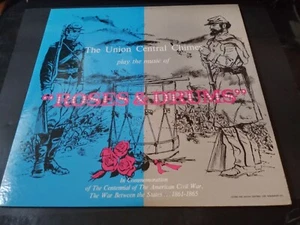 The Union Central Chimes
play the music of
"ROSES & DRUMS"
In Commemoration
of The Centennial of The American Civil War,
The War Between the States . . . 1861-1865